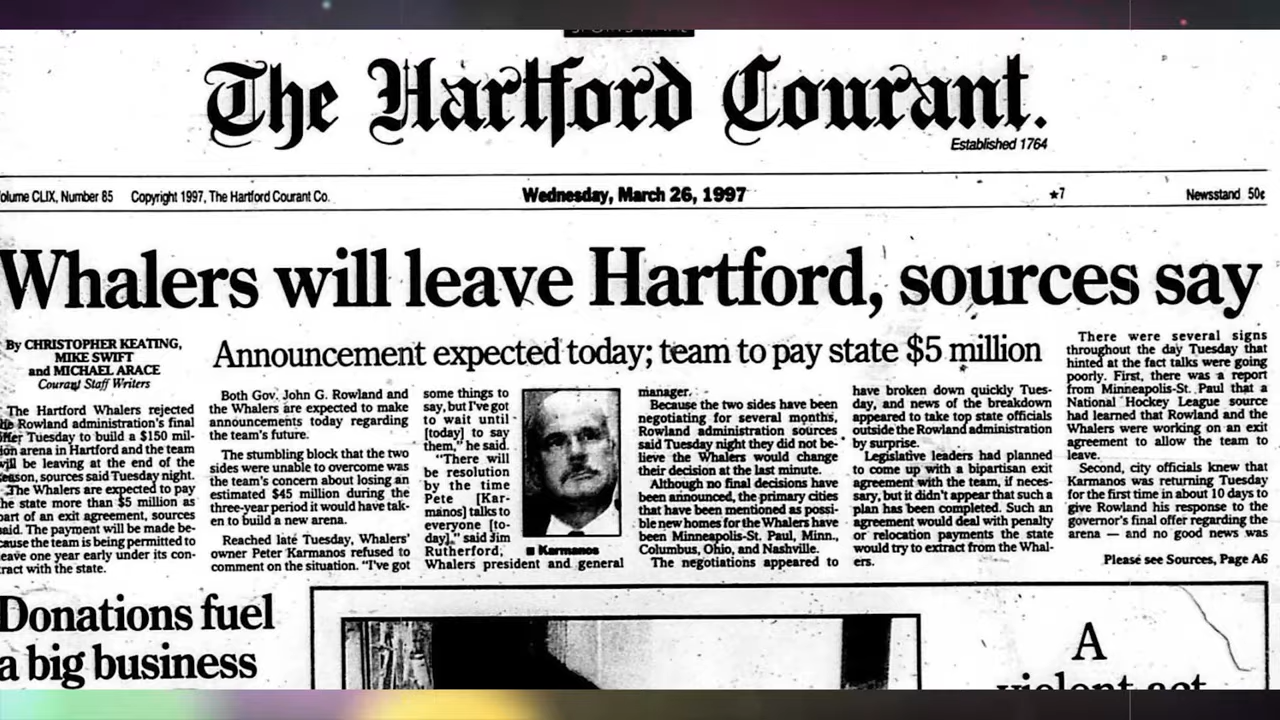 SPORTS FINAL
The Hartford Courant.
Established 1764
olume CLIX, Number 85 Copyright 1997, The Hartford Courant Co.
Wednesday, March 26, 1997
★7
Newsstand 50¢
Whalers will leave Hartford, sources say
Announcement expected today; team to pay state $5 million
By CHRISTOPHER KEATING,
MIKE SWIFT
and MICHAEL ARACE
Courant Staff Writers
The Hartford Whalers rejected
the Rowland administration's final
offer Tuesday to build a $150 mil-
lion arena in Hartford and the team
will be leaving at the end of the
season, sources said Tuesday night.
The Whalers are expected to pay
the state more than $5 million as
part of an exit agreement, sources
said. The payment will be made be-
cause the team is being permitted to
leave one year early under its con-
tract with the state.
Both Gov. John G. Rowland and
the Whalers are expected to make
announcements today regarding
the team's future.
The stumbling block that the two
sides were unable to overcome was
the team's concern about losing an
estimated $45 million during the
three-year period it would have tak-
en to build a new arena.
Reached late Tuesday, Whalers'
owner Peter Karmanos refused to
comment on the situation. "I've got
some things to
say, but I've got
to wait until
[today] to say
them," he said.
"There will
be resolution
by the time
Pete [Kar-
manos] talks to
everyone [to-
day]," said Jim
Rutherford,
Whalers president and general
■ Karmanos
manager.
Because the two sides have been
negotiating for several months,
Rowland administration sources
said Tuesday night they did not be-
lieve the Whalers would change
their decision at the last minute.
Although no final decisions have
been announced, the primary cities
that have been mentioned as possi-
ble new homes for the Whalers have
been Minneapolis-St. Paul, Minn.,
Columbus, Ohio, and Nashville.
The negotiations appeared to
have broken down quickly Tues-
day, and news of the breakdown
appeared to take top state officials
outside the Rowland administration
by surprise.
Legislative leaders had planned
to come up with a bipartisan exit
agreement with the team, if neces-
sary, but it didn't appear that such a
plan has been completed. Such an
agreement would deal with penalty
or relocation payments the state
would try to extract from the Whal-
ers.
There were several signs
throughout the day Tuesday that
hinted at the fact talks were going
poorly. First, there was a report
from Minneapolis-St. Paul that a
National Hockey League source
had learned that Rowland and the
Whalers were working on an exit
agreement to allow the team to
leave.
Second, city officials knew that
Karmanos was returning Tuesday
for the first time in about 10 days to
give Rowland his response to the
governor's final offer regarding the
arena — and no good news was
Please see Sources, Page A6
Donations fuel
a big business
A
violent act